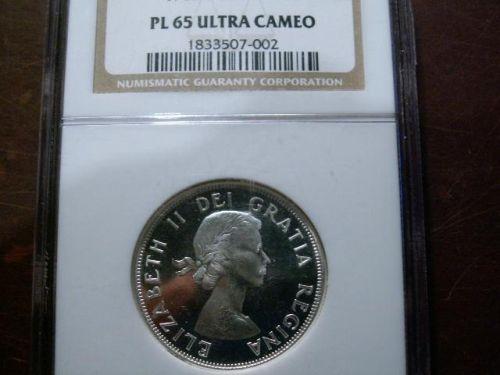 PL 65 ULTRA CAMEO
1833507-002
NUMISMATIC GUARANTY CORPORATION
ELIZABETH II DEI GRATIA REGINA